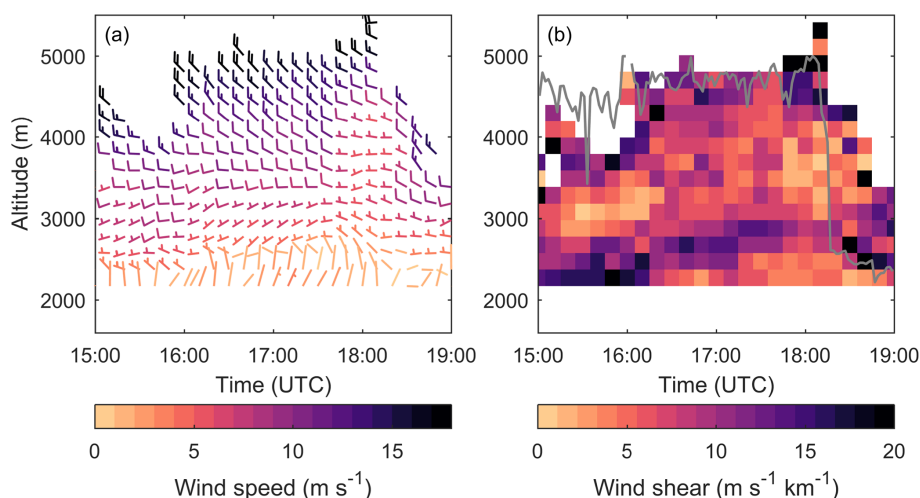 (a)
(b)
5000
4000
3000
2000
Altitude (m)
15:00 16:00 17:00 18:00 19:00
Time (UTC)
0 5 10 15
Wind speed (m s⁻¹)
5000
4000
3000
2000
15:00 16:00 17:00 18:00 19:00
Time (UTC)
0 5 10 15 20
Wind shear (m s⁻¹ km⁻¹)